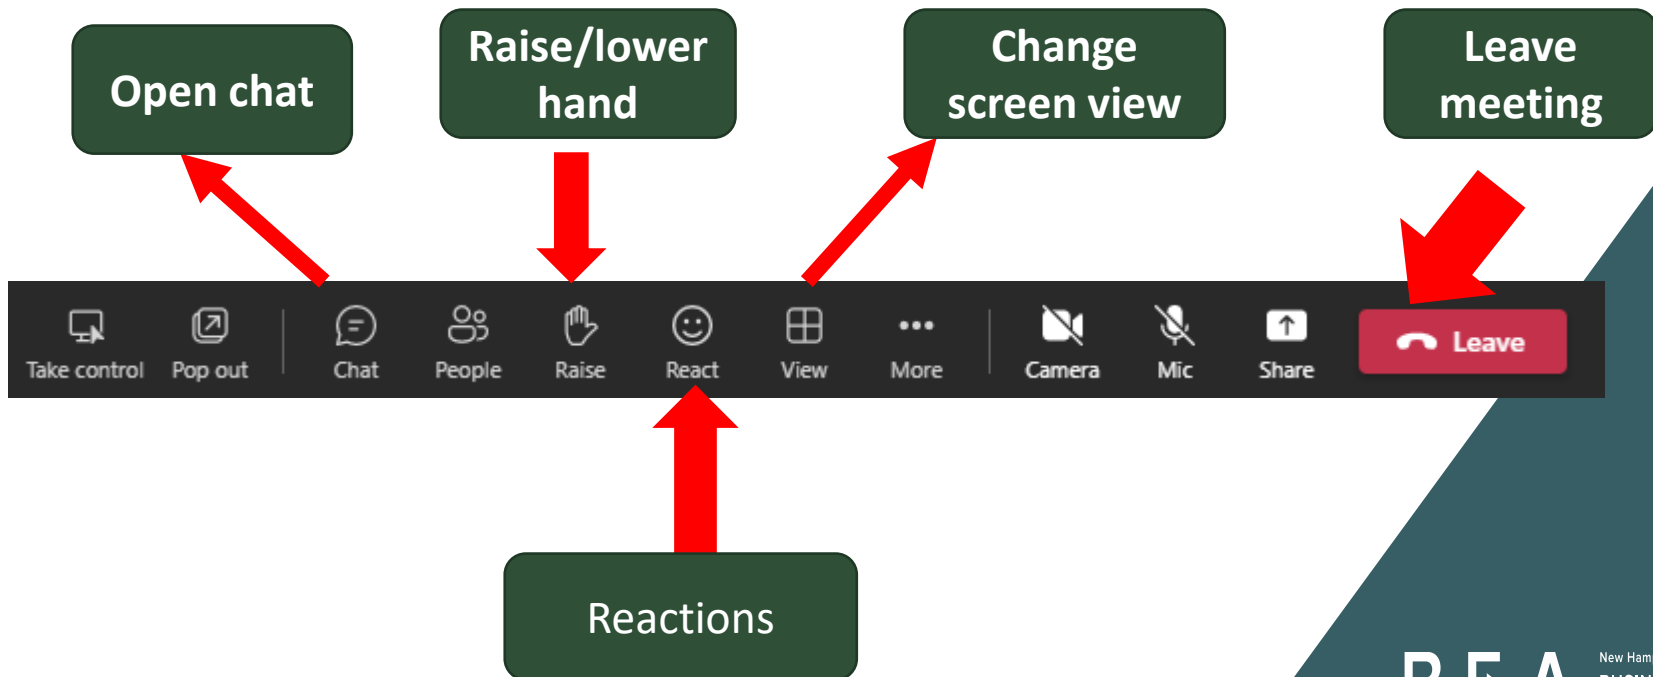 Open chat
Raise/lower
hand
Change
screen view
Leave
meeting
Take control
Pop out
Chat
People
Raise
React
View
More
Camera
Mic
Share
Leave
Reactions
B E A
New Hamp